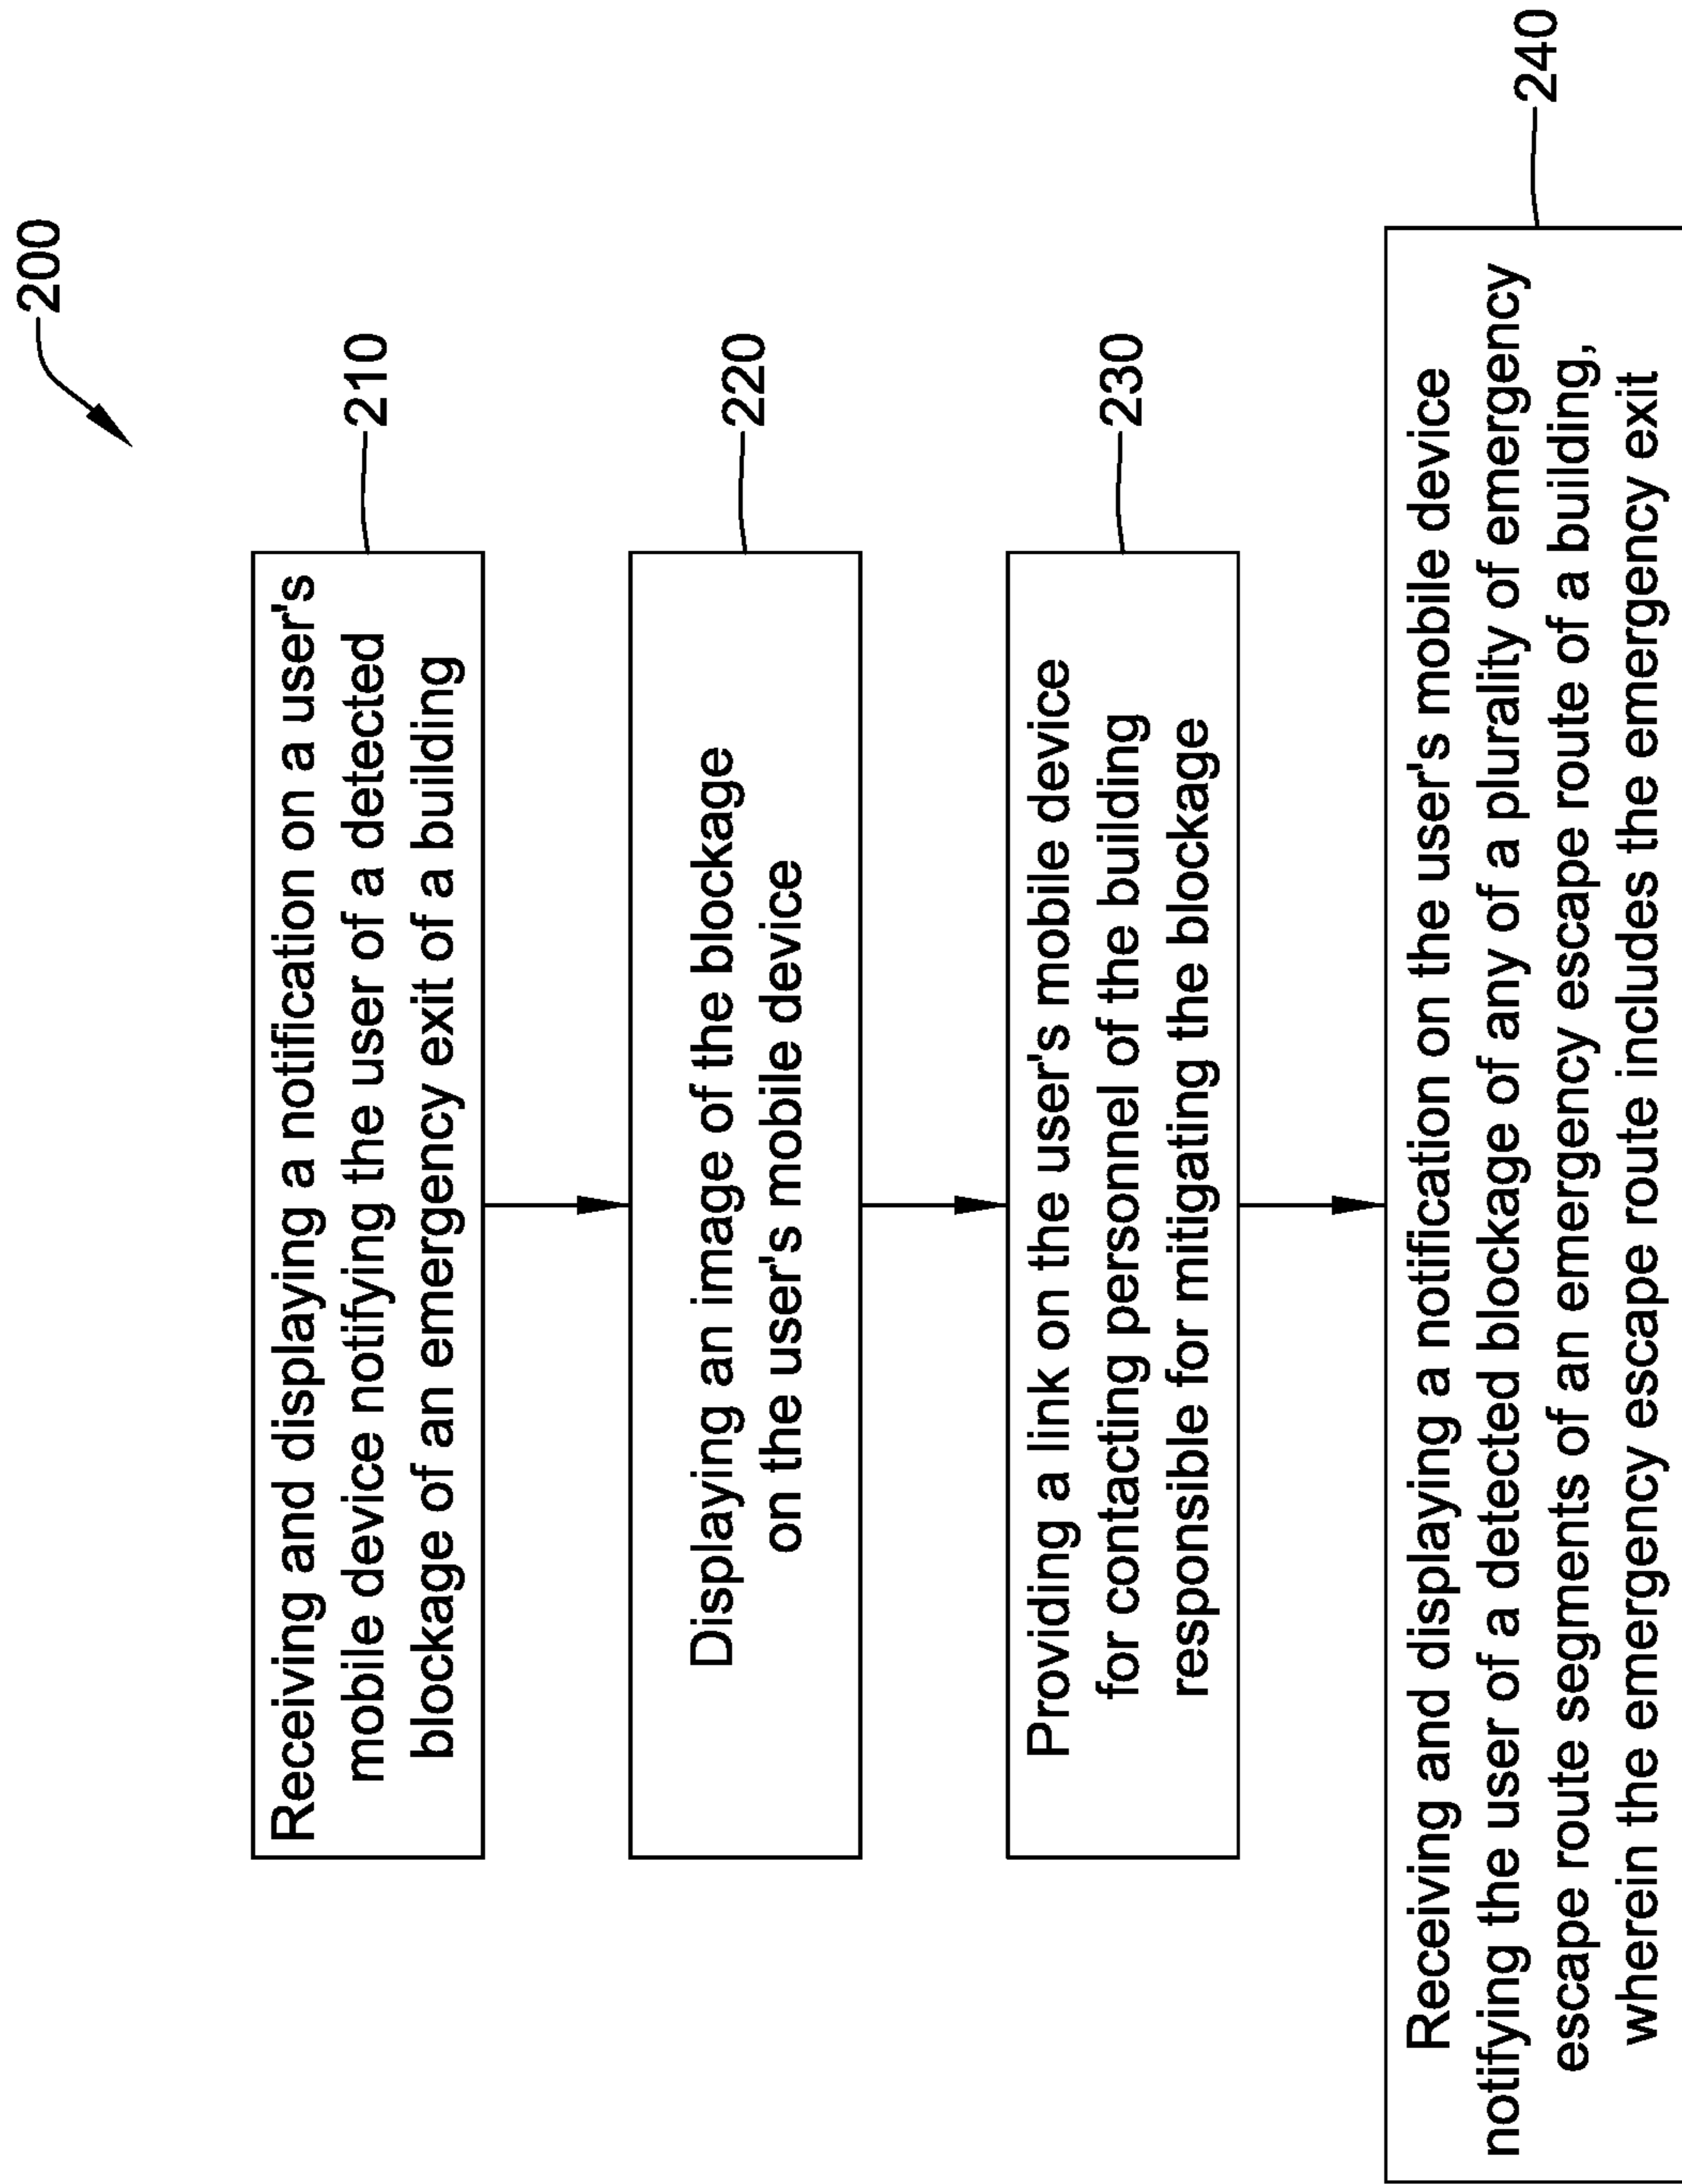 200
Receiving and displaying a notification on a user's
mobile device notifying the user of a detected
blockage of an emergency exit of a building
210
Displaying an image of the blockage
on the user's mobile device
220
Providing a link on the user's mobile device
for contacting personnel of the building
responsible for mitigating the blockage
230
Receiving and displaying a notification on the user's mobile device
notifying the user of a detected blockage of any of a plurality of emergency
escape route segments of an emergency escape route of a building,
wherein the emergency escape route includes the emergency exit
240